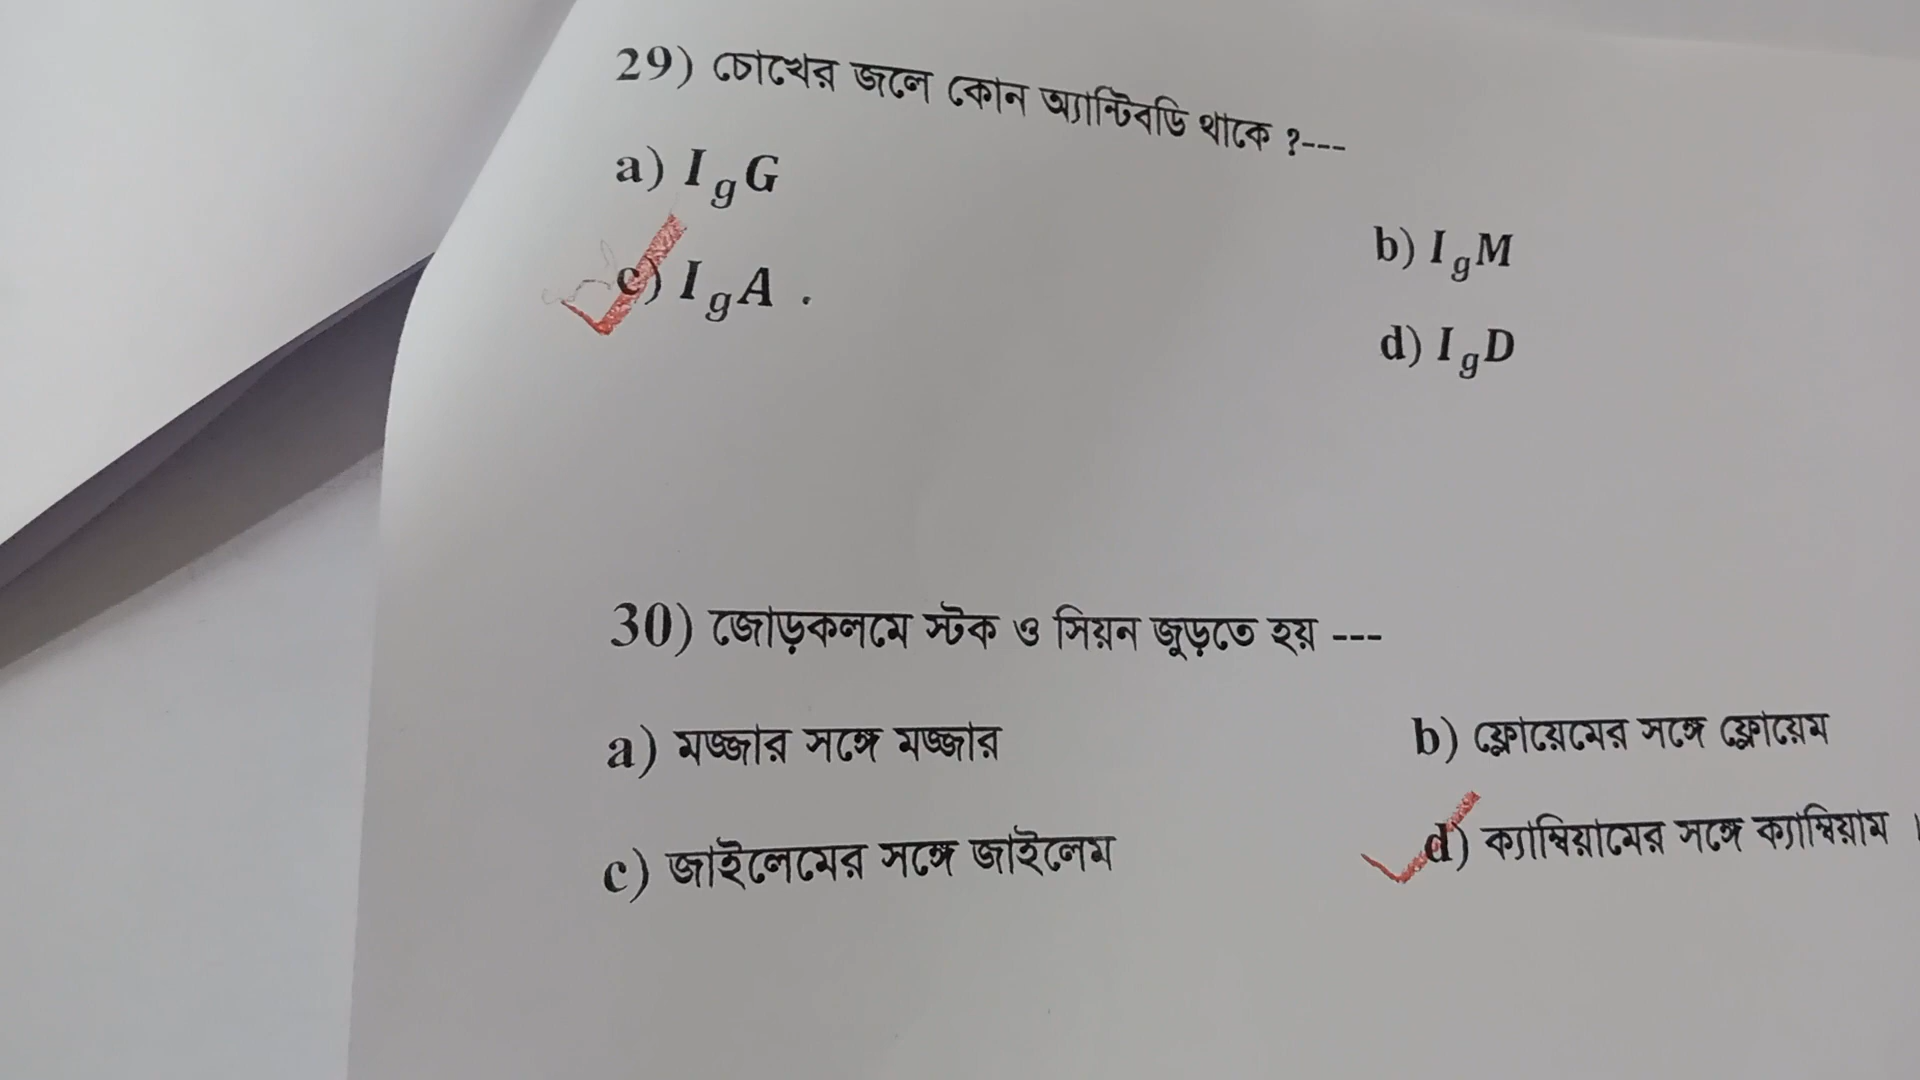 29) চোখের জলে কোন অ্যান্টিবডি থাকে ?---
a) IgG
b) IgM
c) IgA .
d) IgD
30) জোড়কলমে স্টক ও সিয়ন জুড়তে হয় ---
a) মজ্জার সঙ্গে মজ্জার
b) ফ্লোয়েমের সঙ্গে ফ্লোয়েম
c) জাইলেমের সঙ্গে জাইলেম
d) ক্যাম্বিয়ামের সঙ্গে ক্যাম্বিয়াম ।